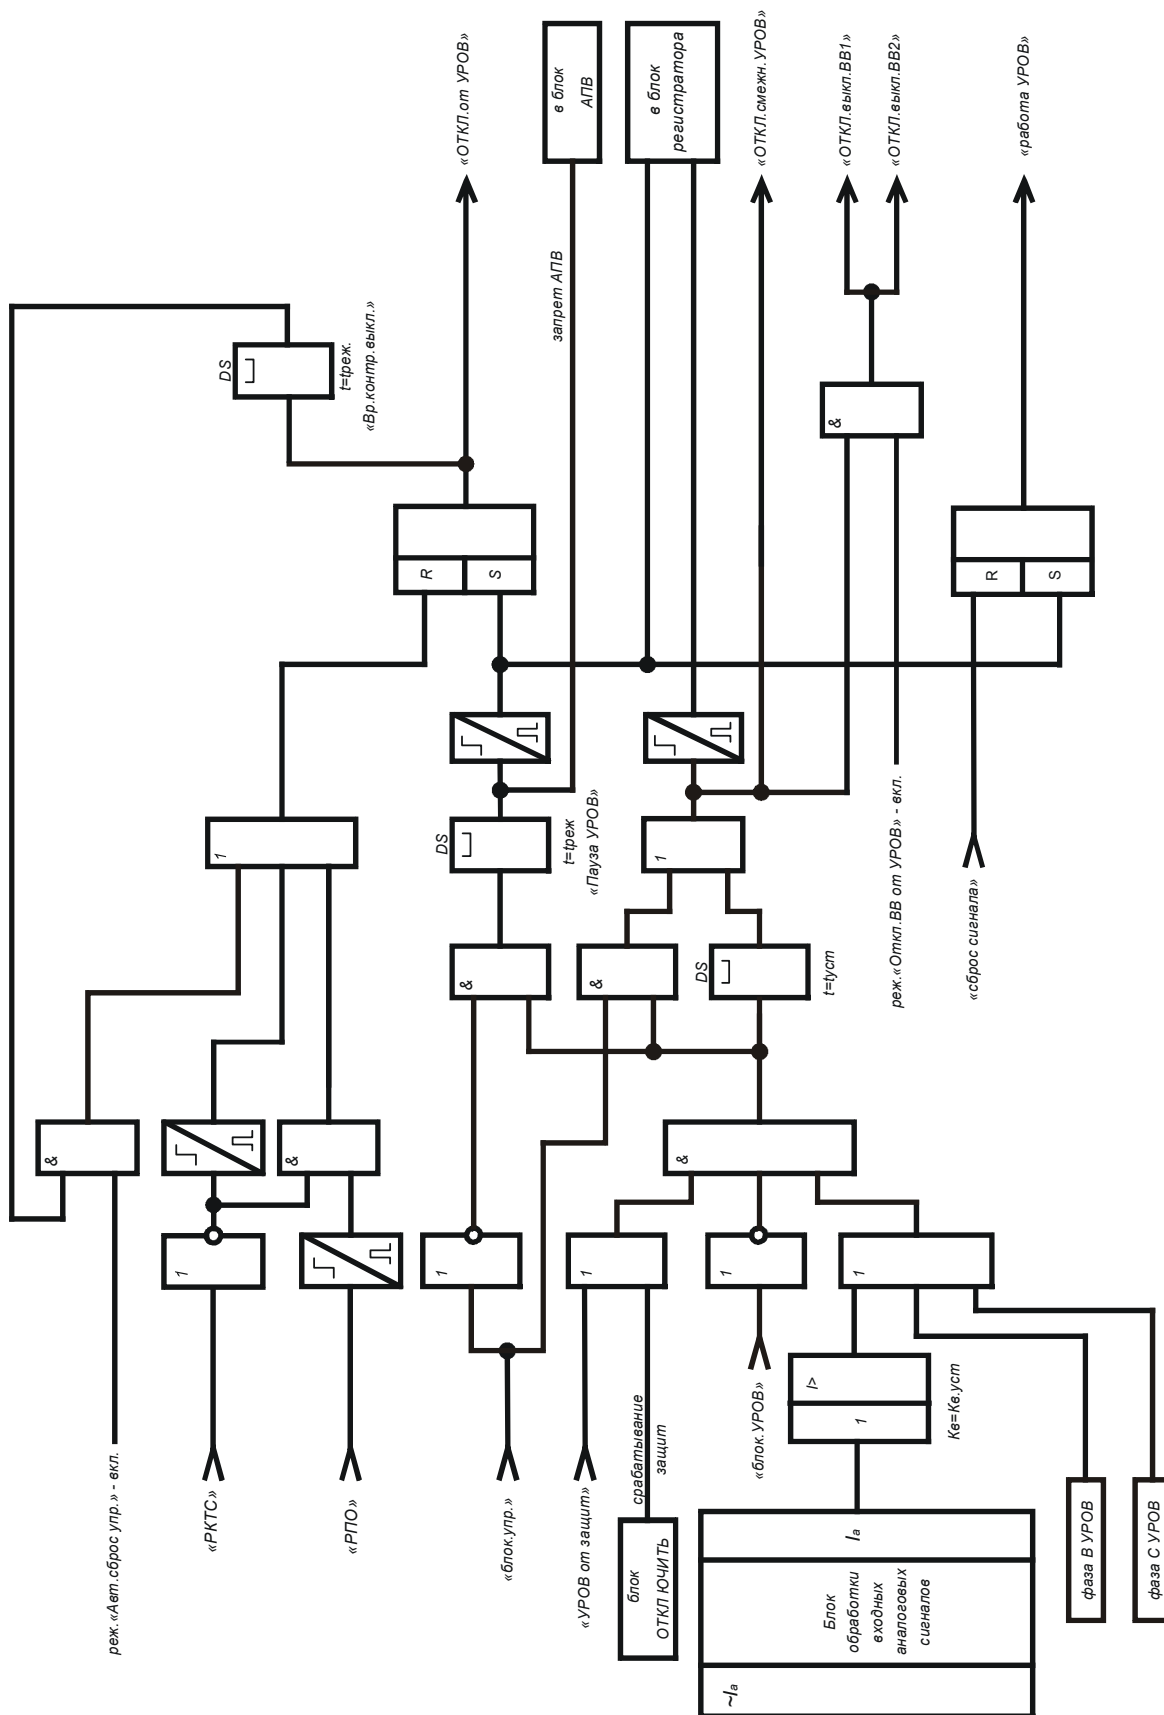 «ОТКЛ.от УРОВ»
в блок
АПВ
в блок
регистратора
«ОТКЛ.смежн.УРОВ»
«ОТКЛ.выкл.ВВ1»
«ОТКЛ.выкл.ВВ2»
«работа УРОВ»
запрет АПВ
DS
t=tреж.
«Вр.контр.выкл.»
&
R
S
R
S
1
DS
t=tреж
«Пауза УРОВ»
1
реж.«Откл.ВВ от УРОВ» - вкл.
«сброс сигнала»
&
&
DS
t=tуст
&
&
&
1
1
1
1
1
реж.«Авт.сброс упр.» - вкл.
«РКТС»
«РПО»
«блок.упр.»
«УРОВ от защит»
срабатывание
защит
«блок.УРОВ»
I>
1
Кв=Кв.уст
блок
ОТКЛ ЮЧИТЬ
Iа
Блок
обработки
входных
аналоговых
сигналов
~Iа
фаза В УРОВ
фаза С УРОВ